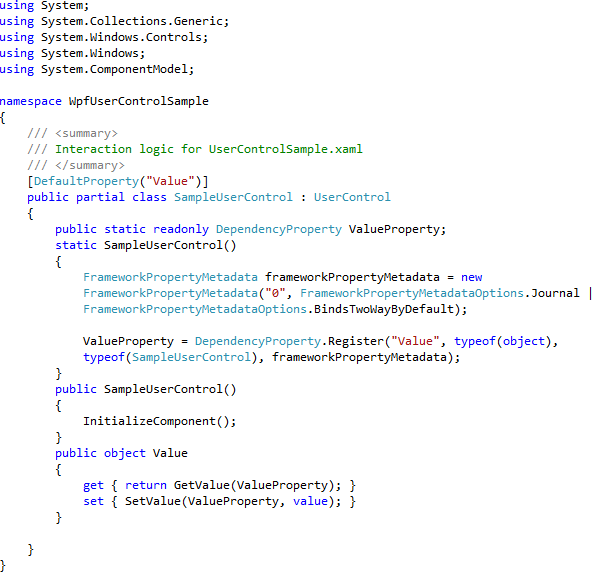 using System;
using System.Collections.Generic;
using System.Windows.Controls;
using System.Windows;
using System.ComponentModel;
namespace WpfUserControlSample
{
/// <summary>
/// Interaction logic for UserControlSample.xaml
/// </summary>
[DefaultProperty("Value")]
public partial class SampleUserControl : UserControl
{
public static readonly DependencyProperty ValueProperty;
static SampleUserControl()
{
FrameworkPropertyMetadata frameworkPropertyMetadata = new
FrameworkPropertyMetadata("0", FrameworkPropertyMetadataOptions.Journal |
FrameworkPropertyMetadataOptions.BindsTwoWayByDefault);
ValueProperty = DependencyProperty.Register("Value", typeof(object),
typeof(SampleUserControl), frameworkPropertyMetadata);
}
public SampleUserControl()
{
InitializeComponent();
}
public object Value
{
get { return GetValue(ValueProperty); }
set { SetValue(ValueProperty, value); }
}
}
}